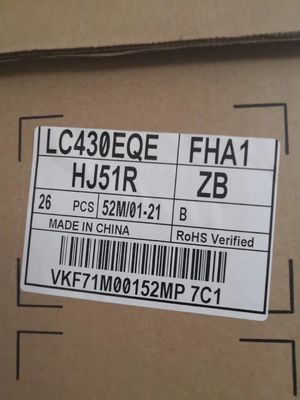 LC430EQE FHA1
HJ51R ZB
26 PCS 52M/01-21 B
MADE IN CHINA RoHS Verified
VKF71M00152MP 7C1